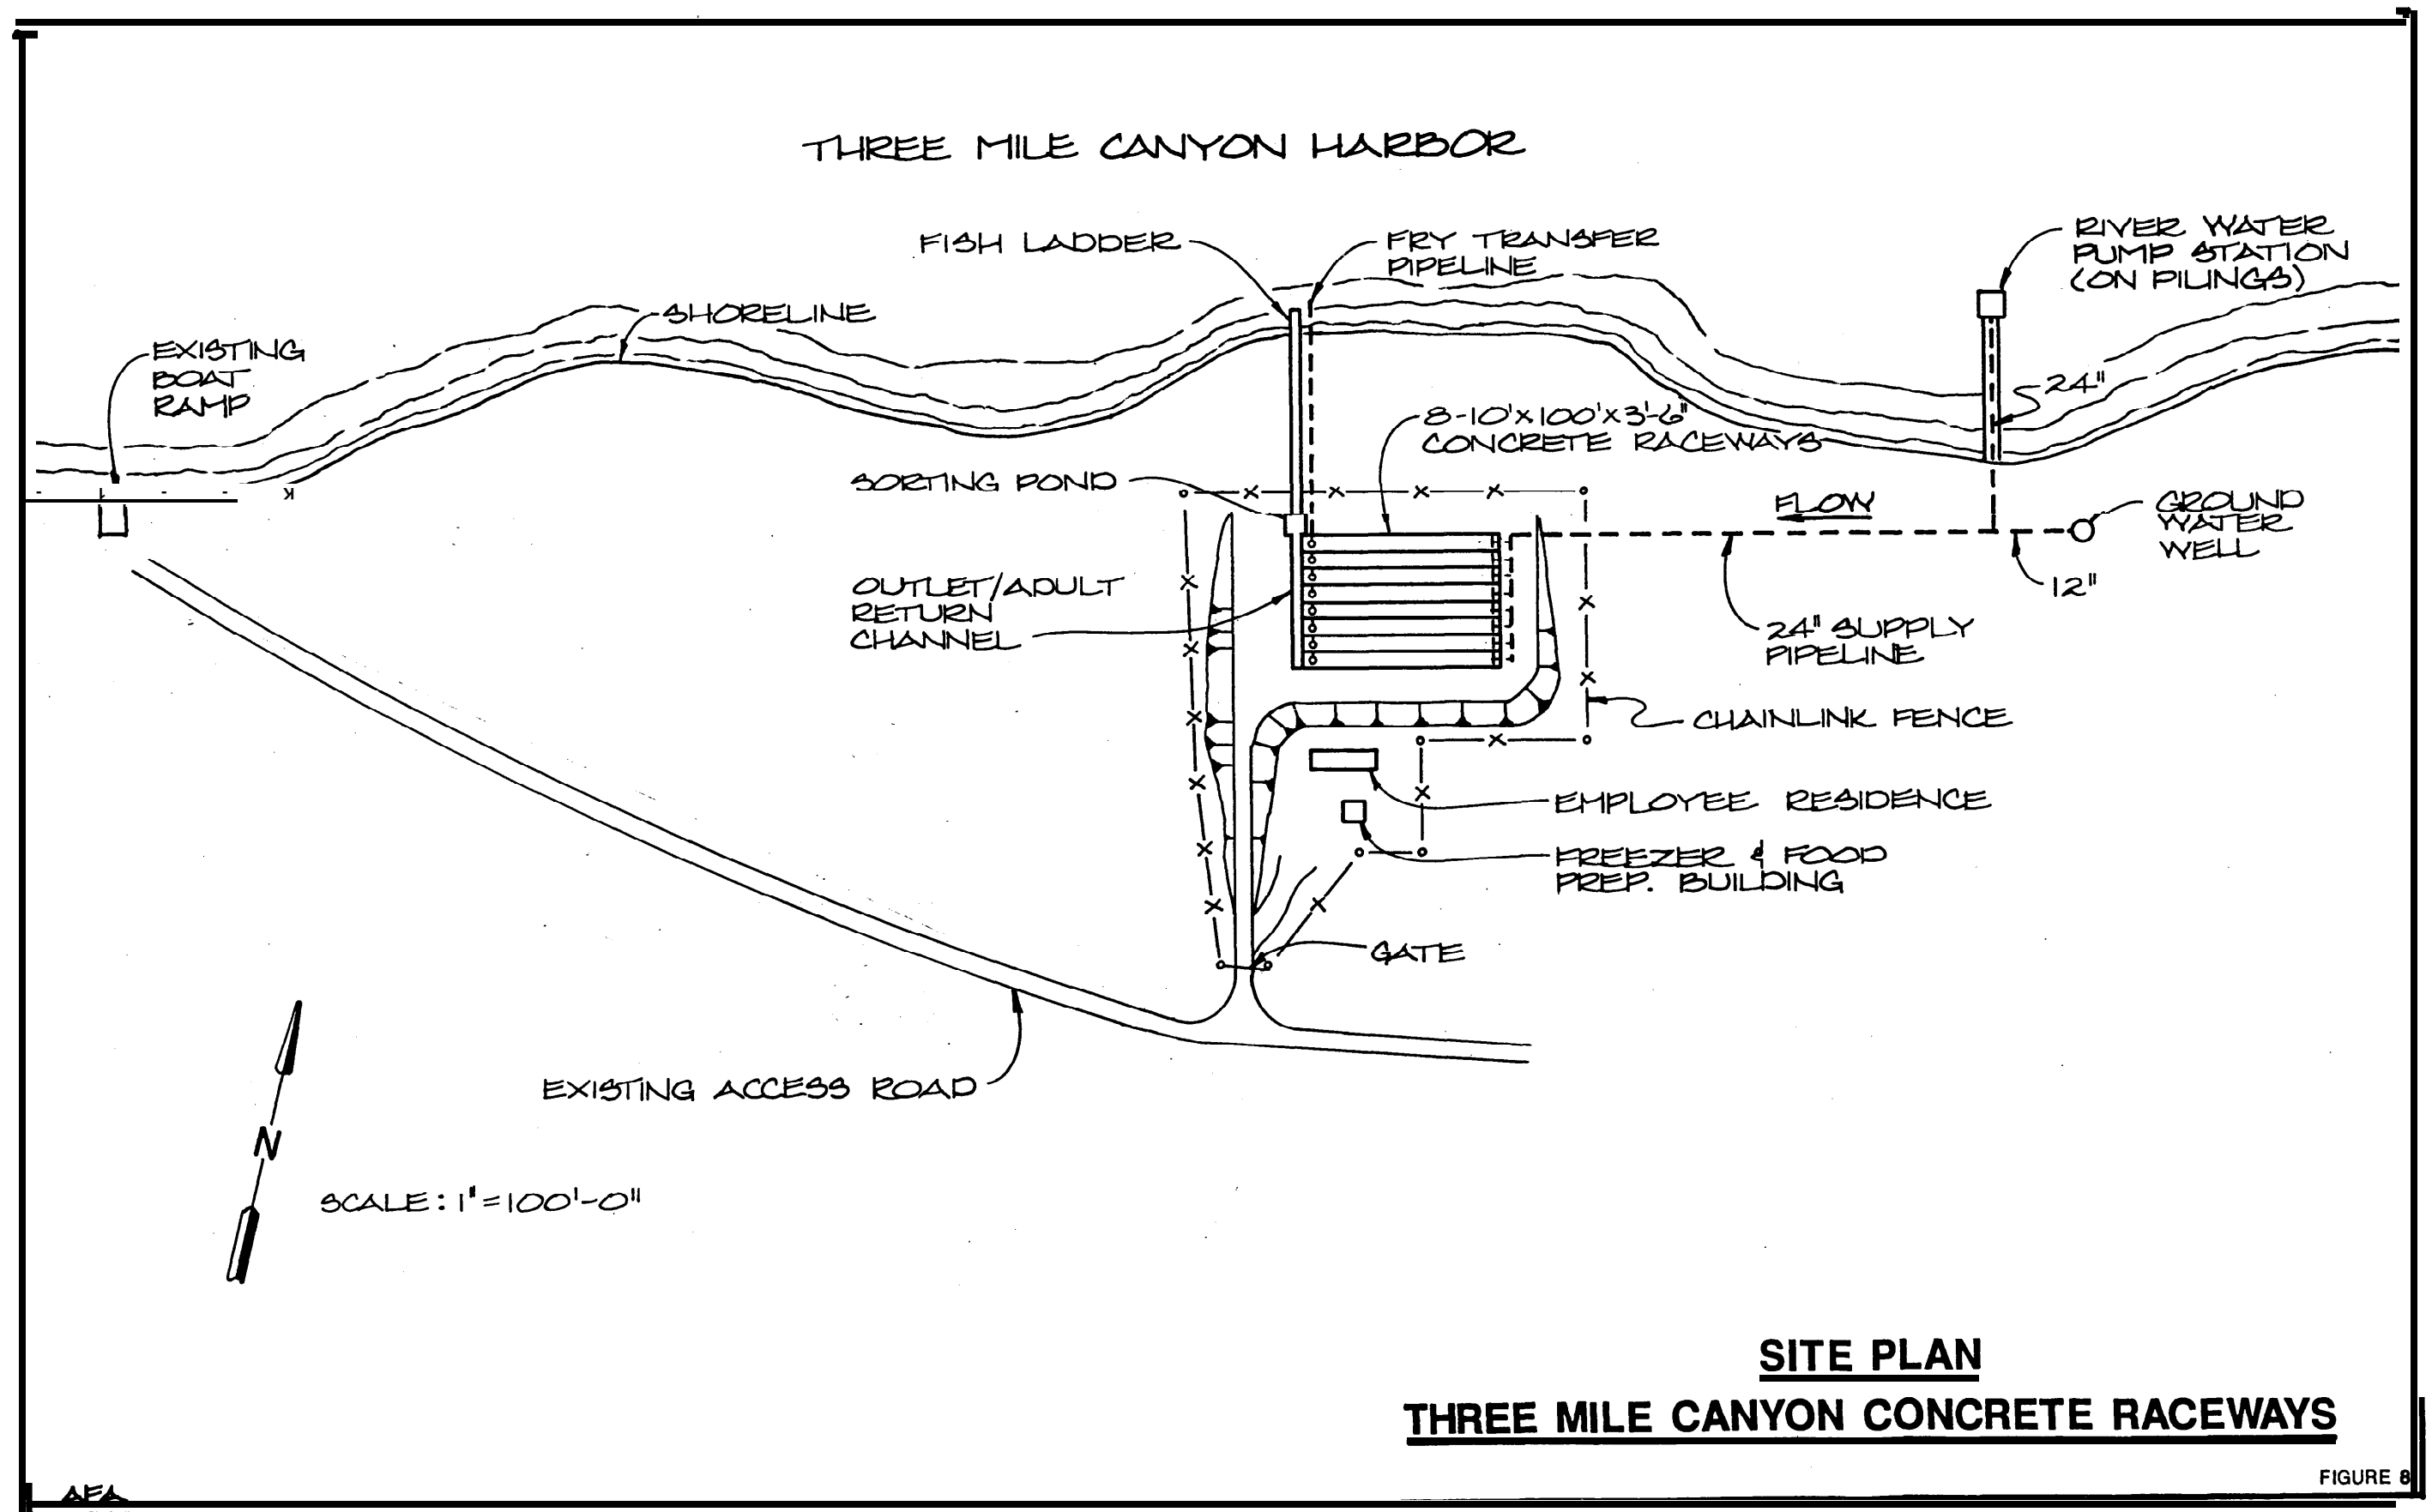 THREE MILE CANYON HARBOR
FISH LADDER
FRY TRANSFER
PIPELINE
RIVER WATER
PUMP STATION
(ON PILINGS)
SHORELINE
EXISTING
BOAT
RAMP
24"
8-10'X100'X3'-6"
CONCRETE RACEWAYS
SORTING POND
FLOW
GROUND
WATER
WELL
12"
OUTLET/ADULT
RETURN
CHANNEL
24" SUPPLY
PIPELINE
CHAINLINK FENCE
EMPLOYEE RESIDENCE
FREEZER & FOOD
PREP. BUILDING
GATE
EXISTING ACCESS ROAD
N
SCALE: 1"=100'-0"
SITE PLAN
THREE MILE CANYON CONCRETE RACEWAYS
FIGURE 8